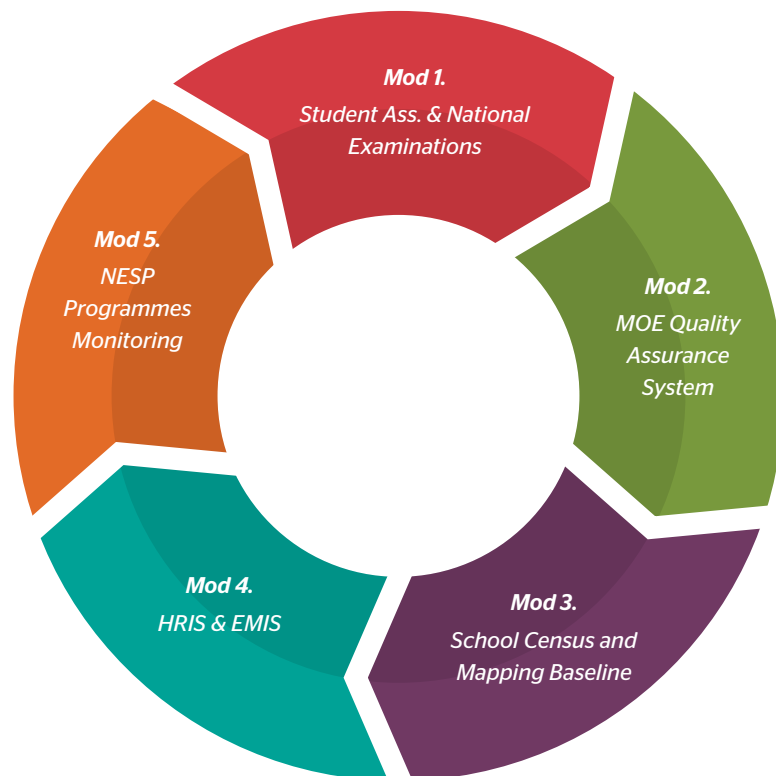 Mod 1.
Student Ass. & National
Examinations
Mod 2.
MOE Quality
Assurance
System
Mod 3.
School Census and
Mapping Baseline
Mod 4.
HRIS & EMIS
Mod 5.
NESP
Programmes
Monitoring